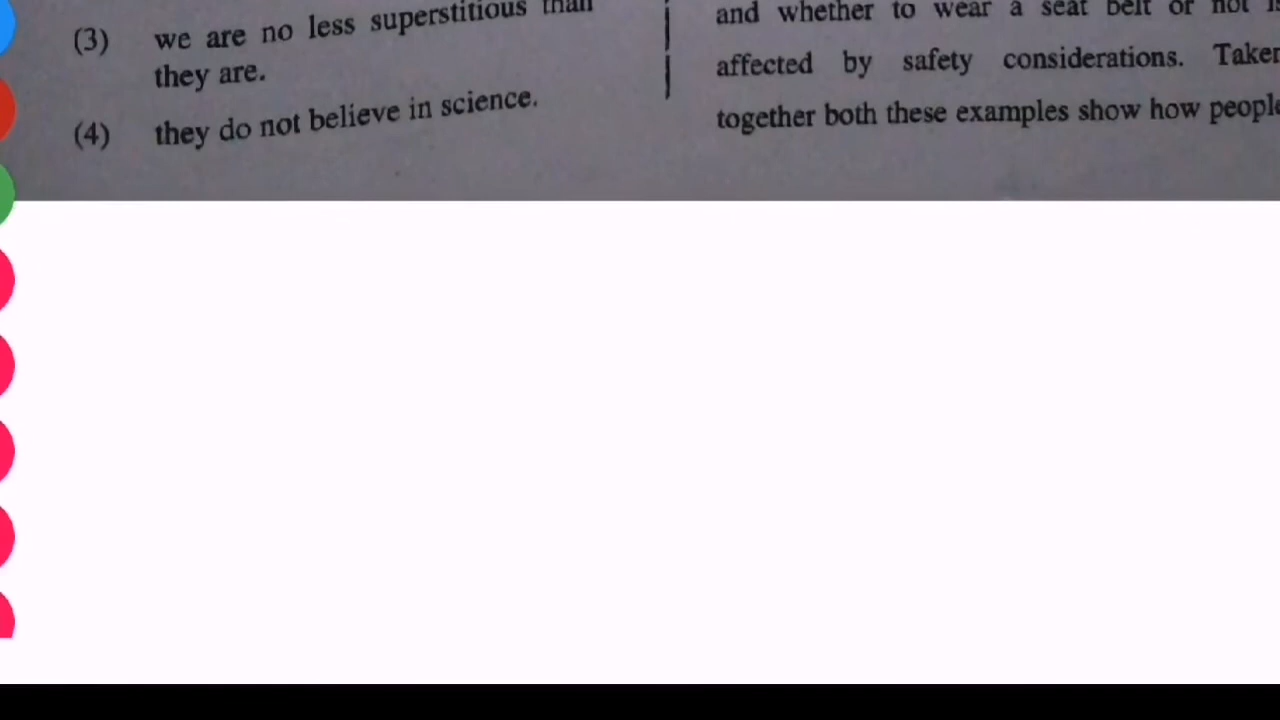 (3) we are no less superstitious than
they are.
(4) they do not believe in science.
and whether to wear a seat belt or not is
affected by safety considerations. Taken
together both these examples show how people